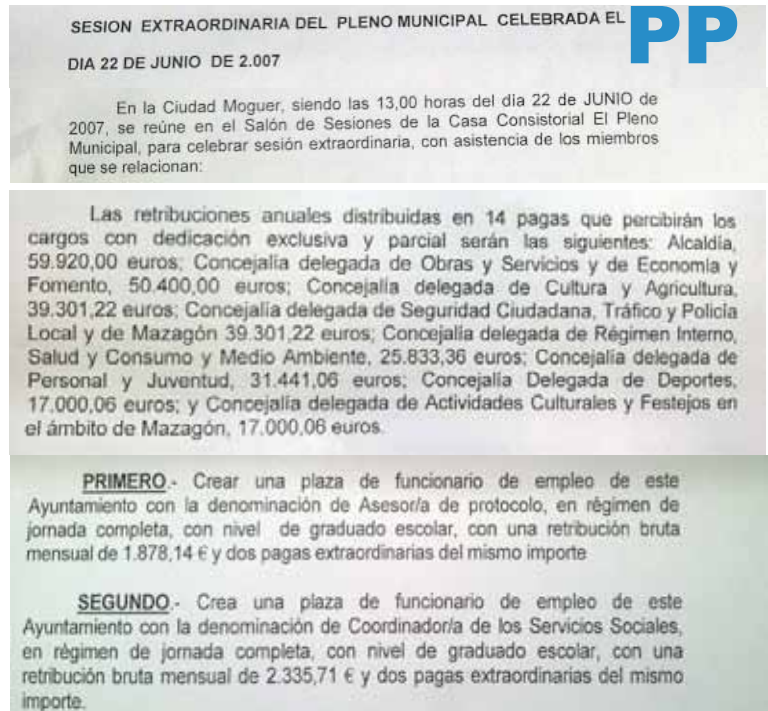 SESION EXTRAORDINARIA DEL PLENO MUNICIPAL CELEBRADA EL
PP
DIA 22 DE JUNIO DE 2.007
En la Ciudad Moguer, siendo las 13,00 horas del dia 22 de JUNIO de
2007, se reúne en el Salón de Sesiones de la Casa Consistorial El Pleno
Municipal, para celebrar sesión extraordinaria, con asistencia de los miembros
que se relacionan:
Las retribuciones anuales distribuidas en 14 pagas que percibirán los
cargos con dedicación exclusiva y parcial serán las siguientes: Alcaldía,
59.920,00 euros; Concejalía delegada de Obras y Servicios y de Economía y
Fomento, 50.400,00 euros; Concejalía delegada de Cultura y Agricultura,
39.301,22 euros; Concejalía delegada de Seguridad Ciudadana, Tráfico y Policía
Local y de Mazagón 39.301,22 euros; Concejalía delegada de Régimen Interno,
Salud y Consumo y Medio Ambiente, 25.833,36 euros; Concejalía delegada de
Personal y Juventud, 31.441,06 euros; Concejalía Delegada de Deportes,
17.000,06 euros; y Concejalía delegada de Actividades Culturales y Festejos en
el ámbito de Mazagón, 17.000,06 euros.
PRIMERO.- Crear una plaza de funcionario de empleo de este
Ayuntamiento con la denominación de Asesor/a de protocolo, en régimen de
jornada completa, con nivel de graduado escolar, con una retribución bruta
mensual de 1.878,14 € y dos pagas extraordinarias del mismo importe
SEGUNDO.- Crea una plaza de funcionario de empleo de este
Ayuntamiento con la denominación de Coordinador/a de los Servicios Sociales,
en régimen de jornada completa, con nivel de graduado escolar, con una
retribución bruta mensual de 2.335,71 € y dos pagas extraordinarias del mismo
importe.